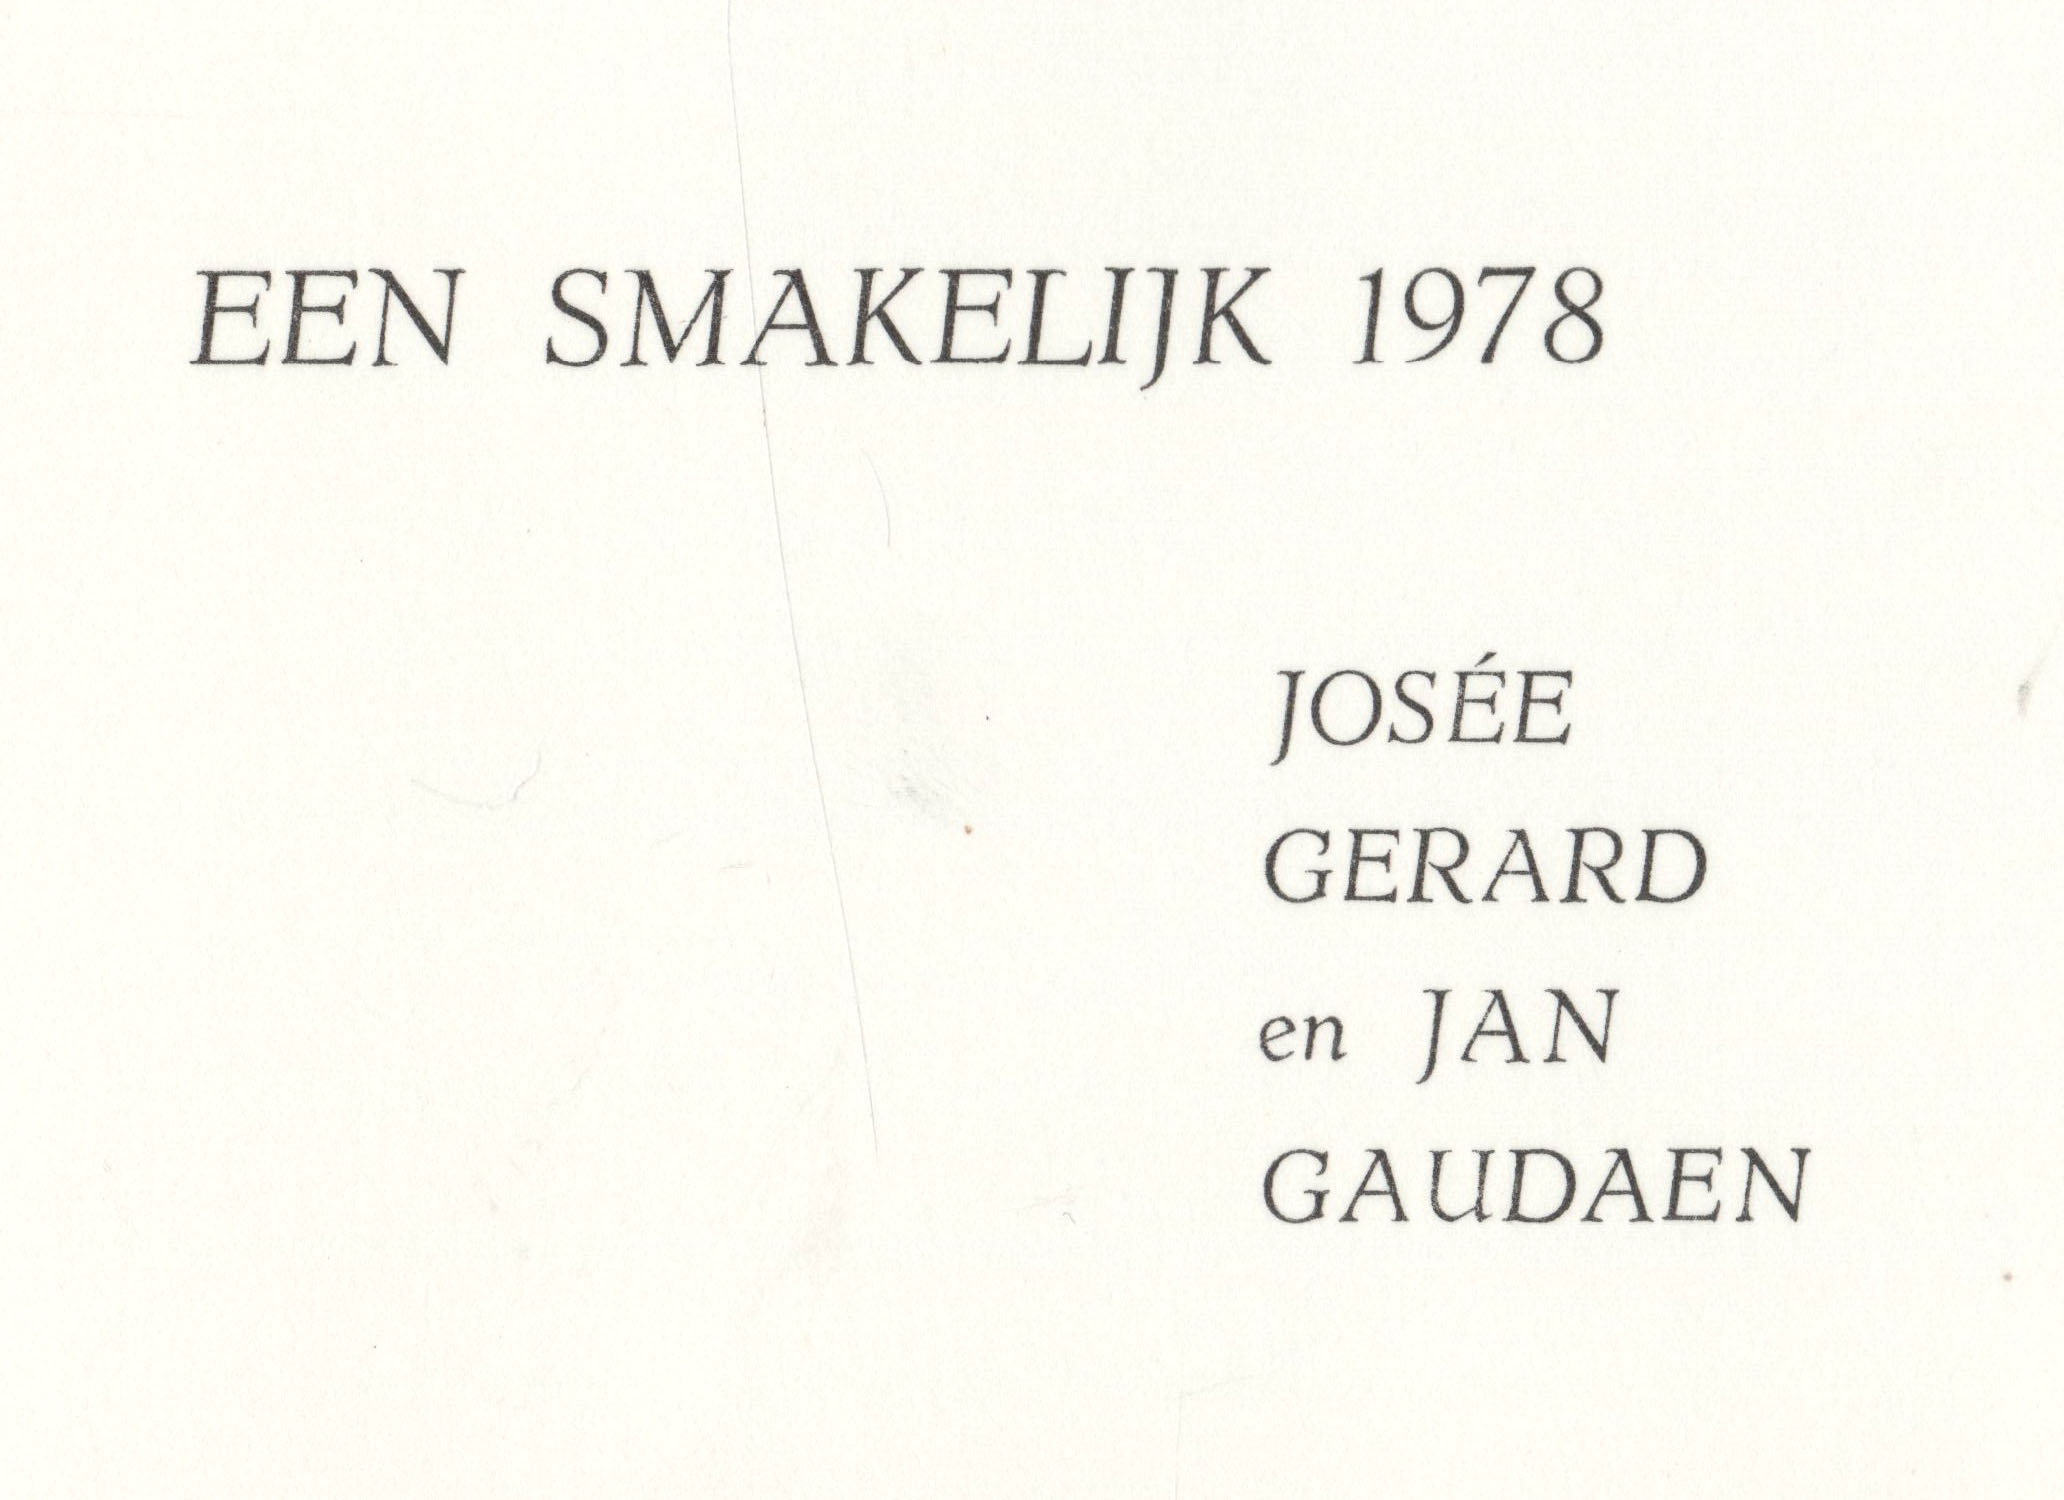 EEN SMAKELIJK 1978
JOSÉE
GERARD
en JAN
GAUDAEN